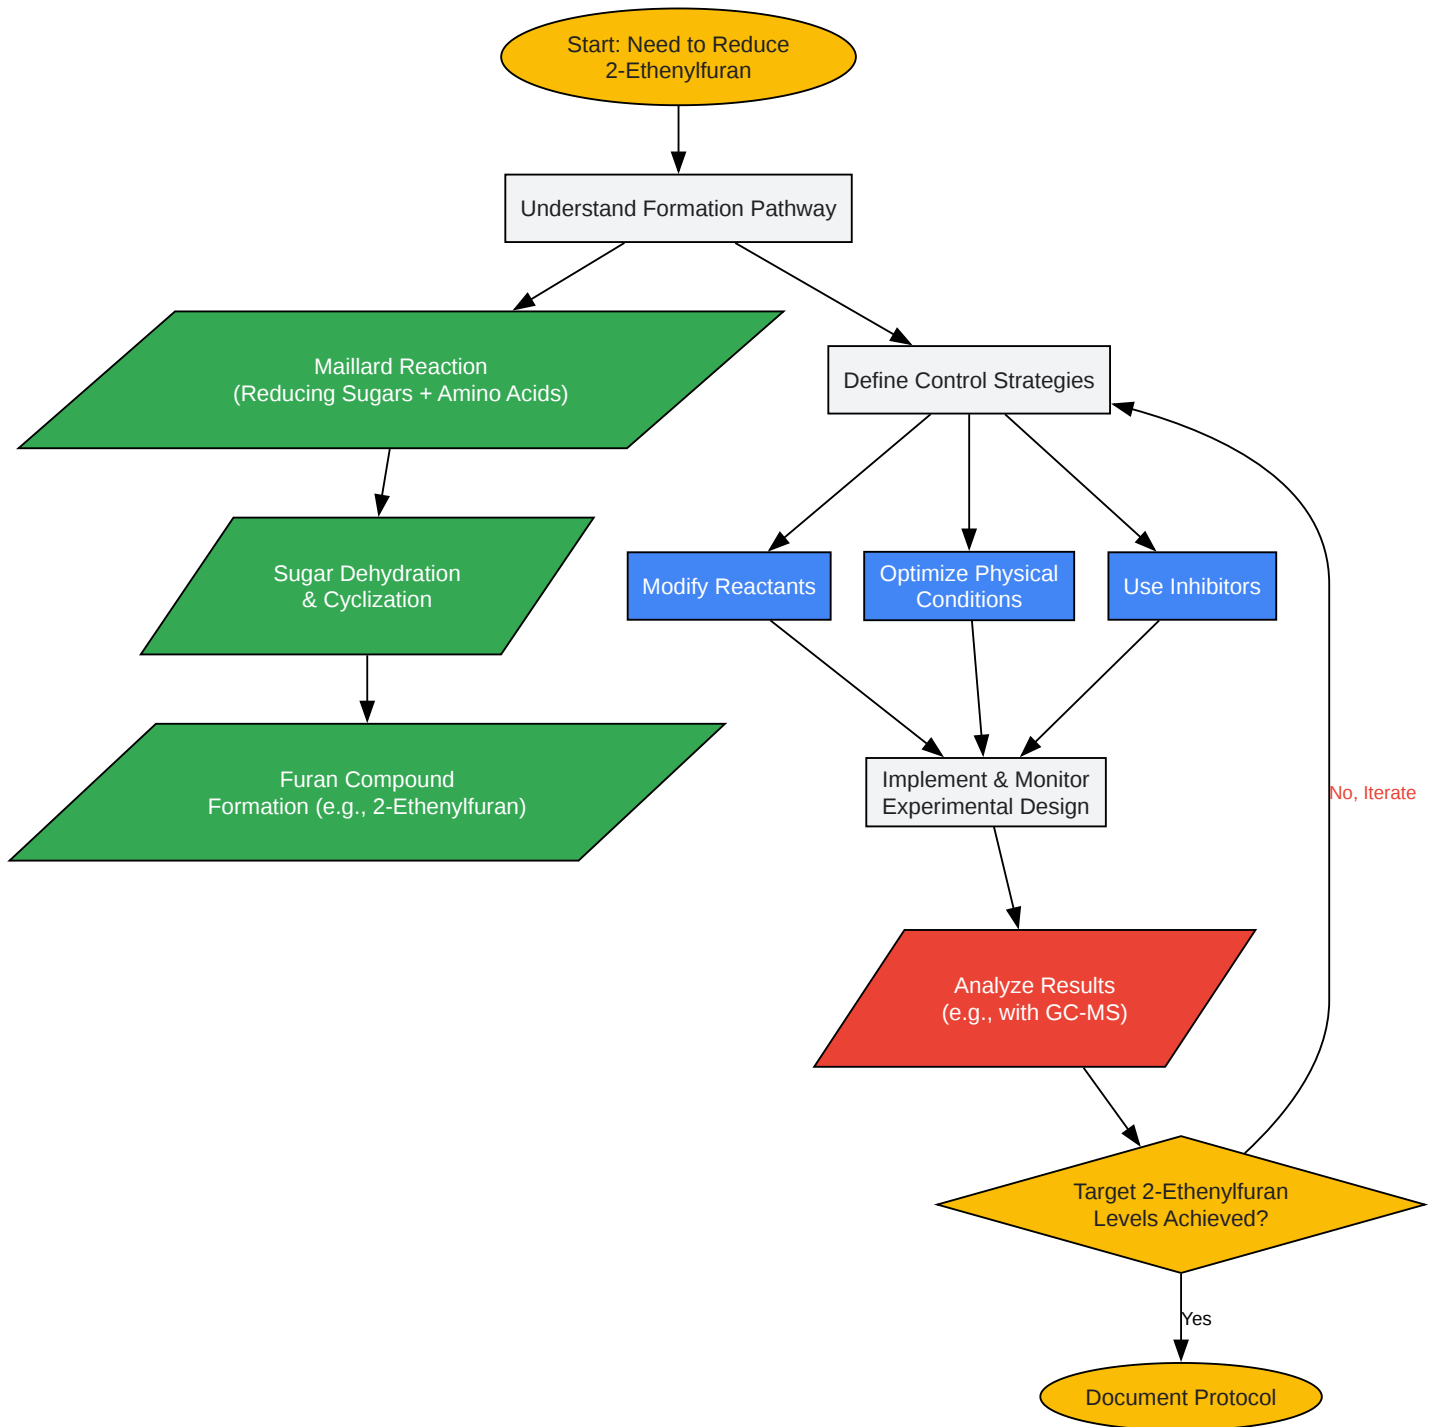 Start: Need to Reduce
2-Ethenylfuran
Understand Formation Pathway
Maillard Reaction
(Reducing Sugars + Amino Acids)
Define Control Strategies
Sugar Dehydration
& Cyclization
Modify Reactants
Optimize Physical
Conditions
Use Inhibitors
Furan Compound
Formation (e.g., 2-Ethenylfuran)
Implement & Monitor
Experimental Design
No, Iterate
Analyze Results
(e.g., with GC-MS)
Target 2-Ethenylfuran
Levels Achieved?
Yes
Document Protocol